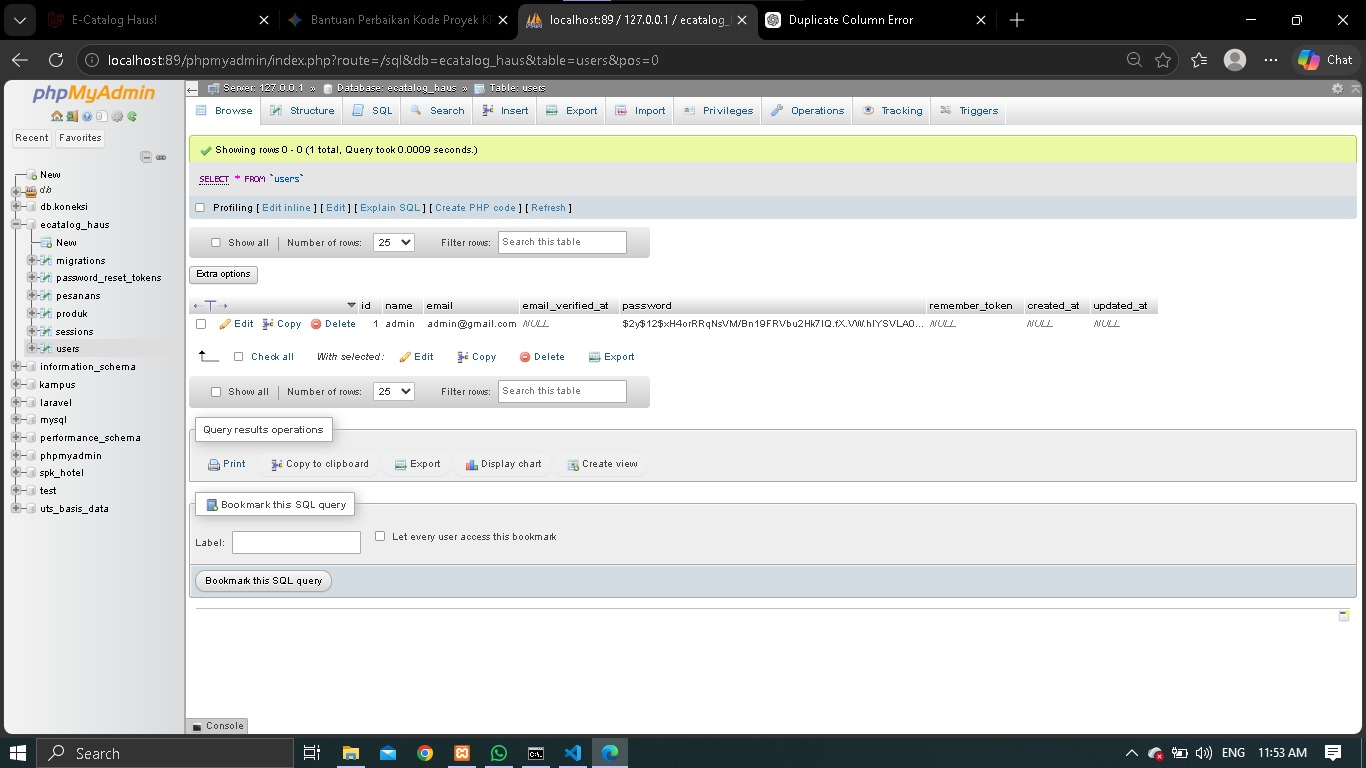 E-Catalog Haus!
Bantuan Perbaikan Kode Proyek K
localhost:89 / 127.0.0.1 / ecatalog_
Duplicate Column Error
localhost:89/phpmyadmin/index.php?route=/sql&db=ecatalog_haus&table=users&pos=0
Chat
phpMyAdmin
Recent
Favorites
New
db
db.koneksi
ecatalog_haus
New
migrations
password_reset_tokens
pesanans
produk
sessions
users
information_schema
kampus
laravel
mysql
performance_schema
phpmyadmin
spk_hotel
test
uts_basis_data
Server: 127.0.0.1 » Database: ecatalog_haus » Table: users
Browse Structure SQL Search Insert Export Import Privileges Operations Tracking Triggers
Showing rows 0 - 0 (1 total, Query took 0.0009 seconds.)
SELECT * FROM `users`
Profiling [ Edit inline ] [ Edit ] [ Explain SQL ] [ Create PHP code ] [ Refresh ]
Show all Number of rows: 25 Filter rows: Search this table
Extra options
id name email email_verified_at password remember_token created_at updated_at
Edit Copy Delete 1 admin admin@gmail.com NULL NULL NULL NULL
Check all With selected: Edit Copy Delete Export
Show all Number of rows: 25 Filter rows: Search this table
Query results operations
Print Copy to clipboard Export Display chart Create view
Bookmark this SQL query
Label: Let every user access this bookmark
Bookmark this SQL query
Console
Search
ENG 11:53 AM